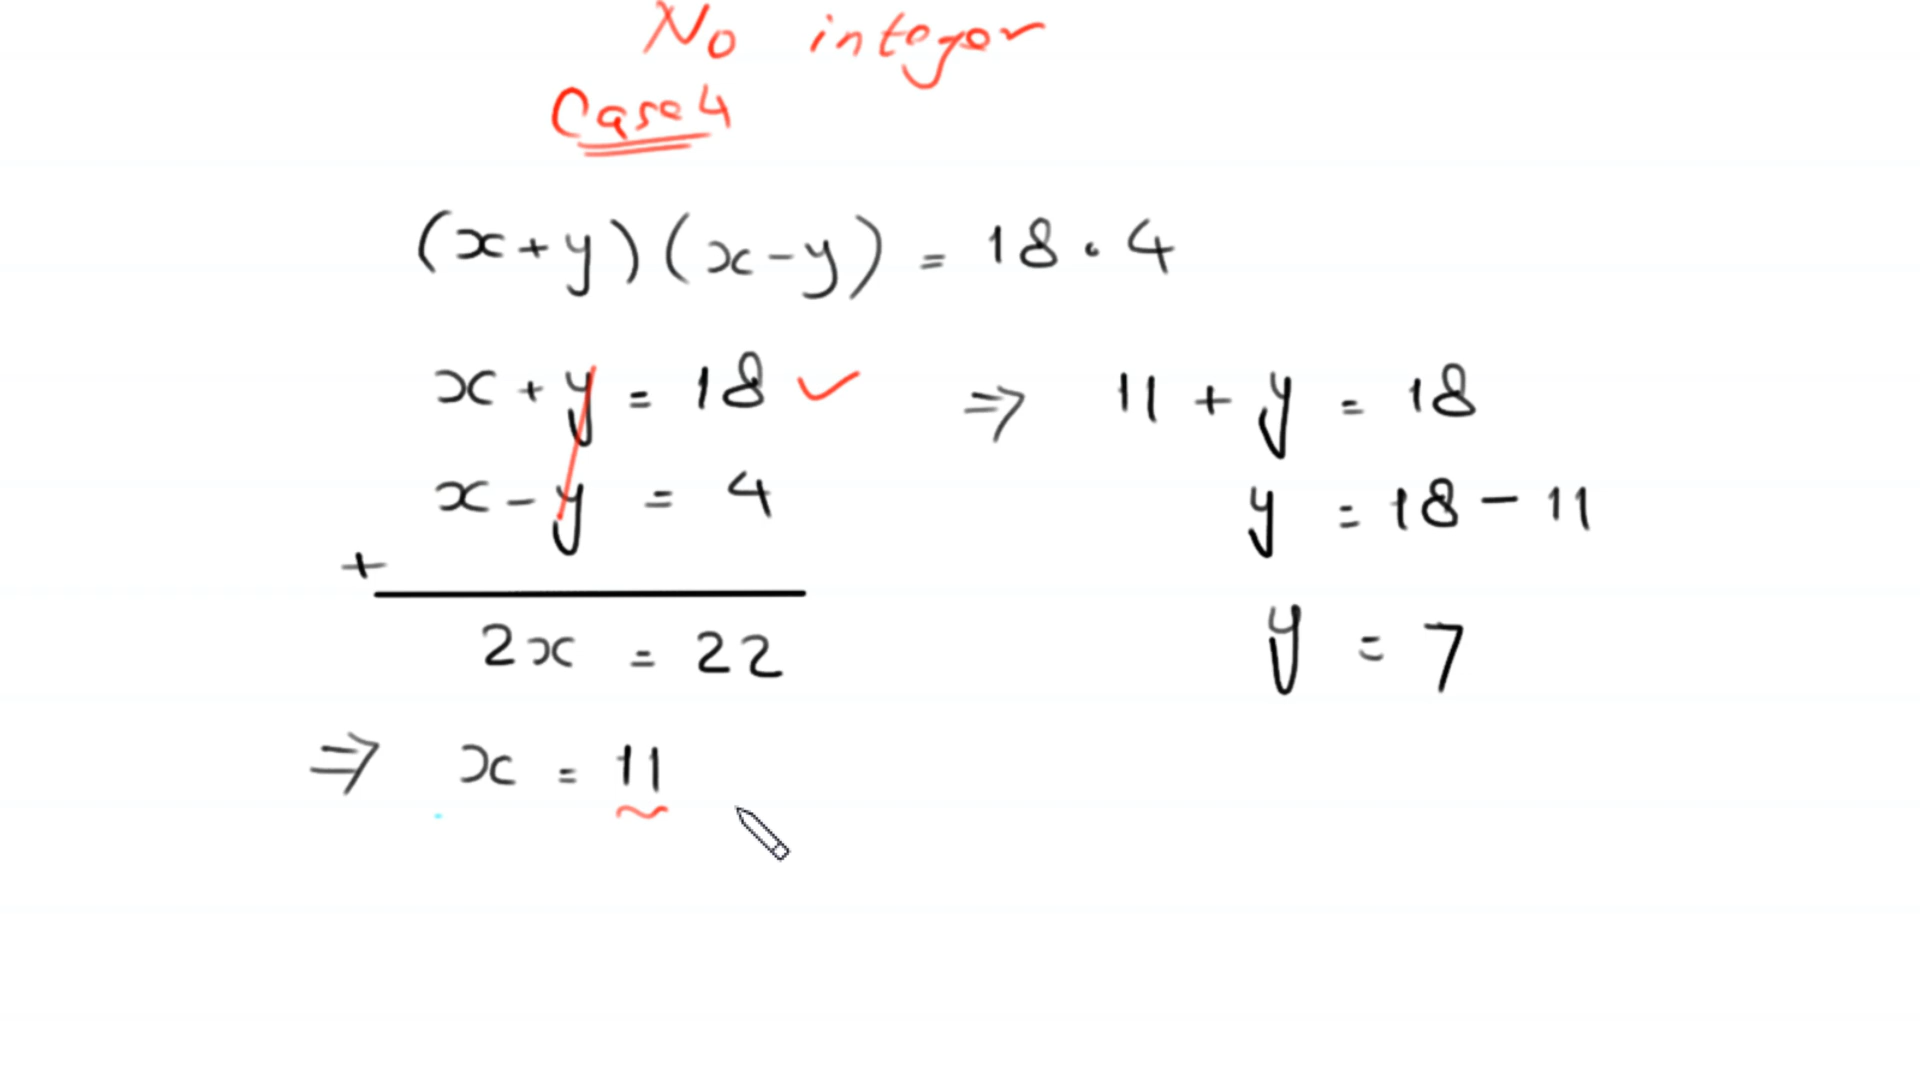 No integer
Case 4
(x+y)(x-y) = 18 · 4
x + y = 18 ✓ ⇒ 11 + y = 18
x - y = 4 y = 18 - 11
+
2x = 22 y = 7
⇒ x = 11